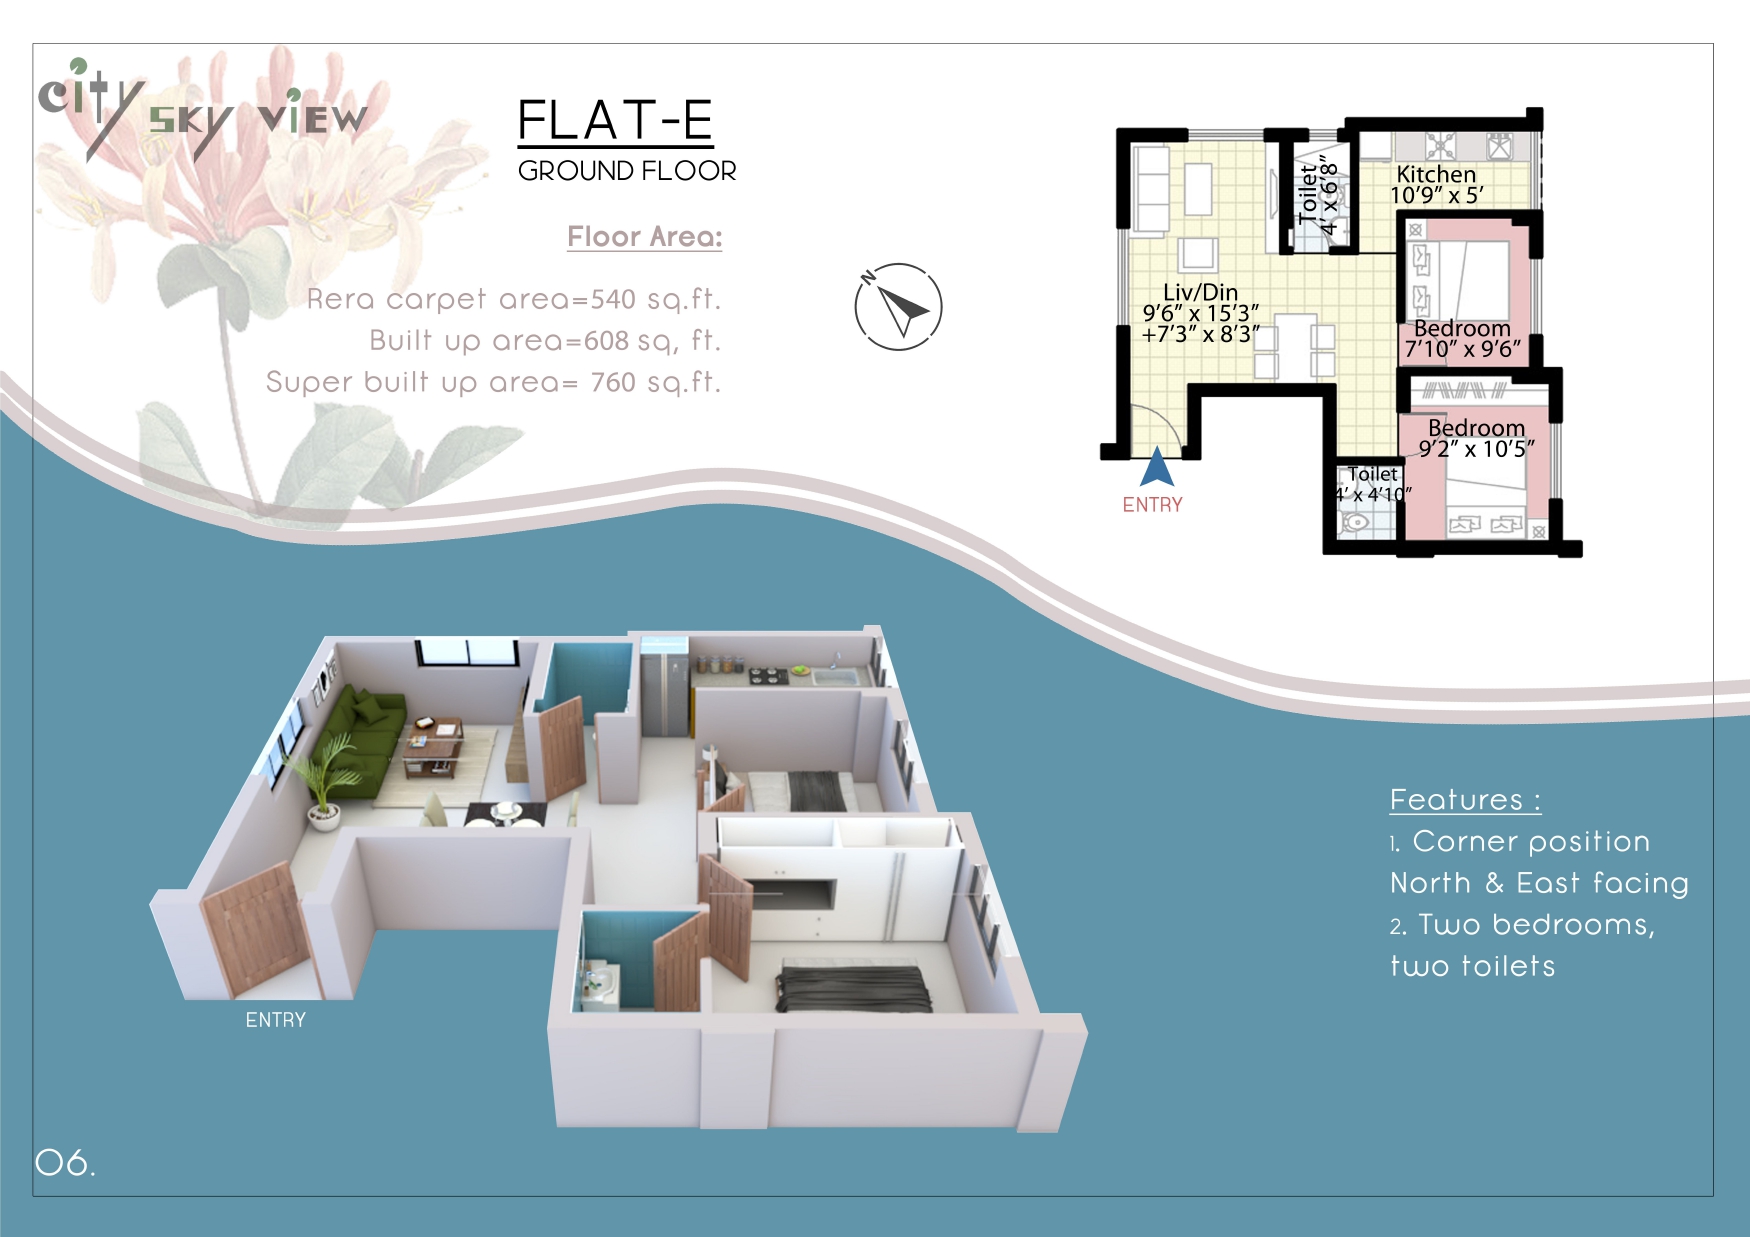 City
SKY VIEW
FLAT-E
GROUND FLOOR
Floor Area:
Rera carpet area=540 sq.ft.
Built up area=608 sq, ft.
Super built up area= 760 sq.ft.
N
Toilet
4' x 6'8"
Kitchen
10'9" x 5'
Liv/Din
9'6" x 15'3"
+7'3" x 8'3"
Bedroom
7'10" x 9'6"
Bedroom
9'2" x 10'5"
Toilet
4' x 4'10"
ENTRY
ENTRY
Features :
1. Corner position
North & East facing
2. Two bedrooms,
two toilets
06.